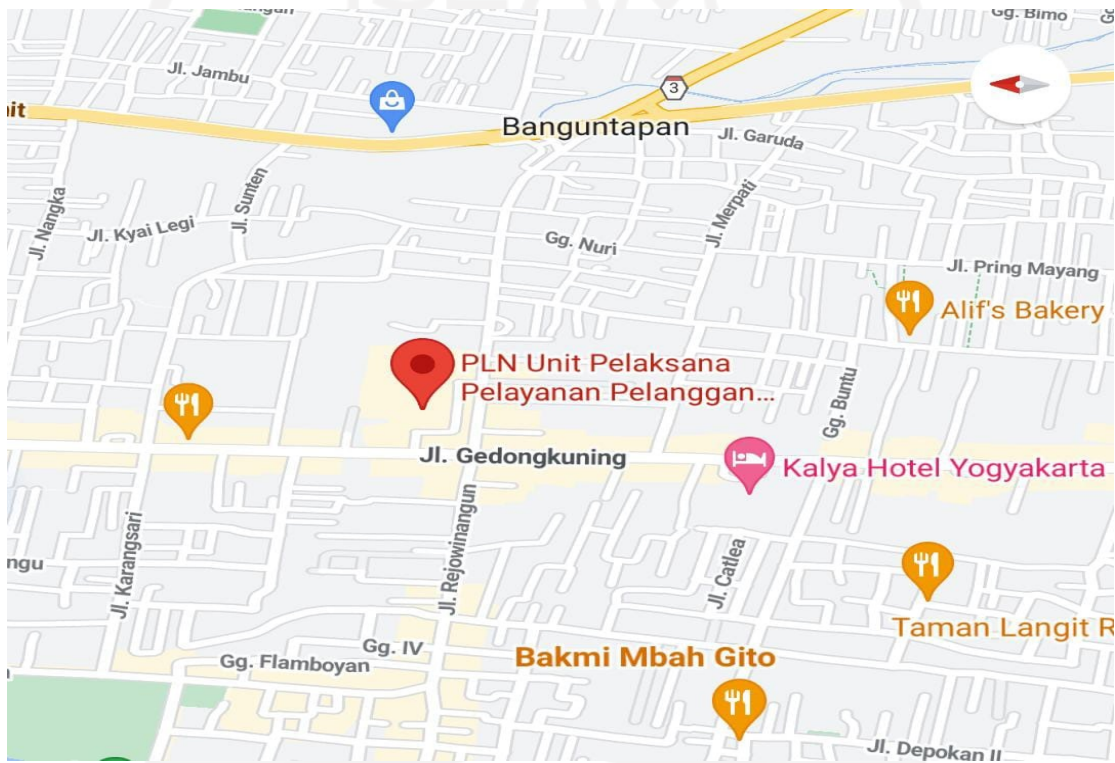 Gg. Bimo
Jl. Jambu
3
it
Banguntapan
Jl. Garuda
Jl. Nangka
Jl. Sunten
Jl. Merpati
Jl. Kyai Legi
Gg. Nuri
Jl. Pring Mayang
Alif's Bakery
PLN Unit Pelaksana
Pelayanan Pelanggan...
Gg. Buntu
Jl. Gedongkuning
Kalya Hotel Yogyakarta
Jl. Karangsari
Jl. Rejowinangun
Jl. Catlea
ngu
Taman Langit R
Gg. IV
Gg. Flamboyan
Bakmi Mbah Gito
Jl. Depokan II